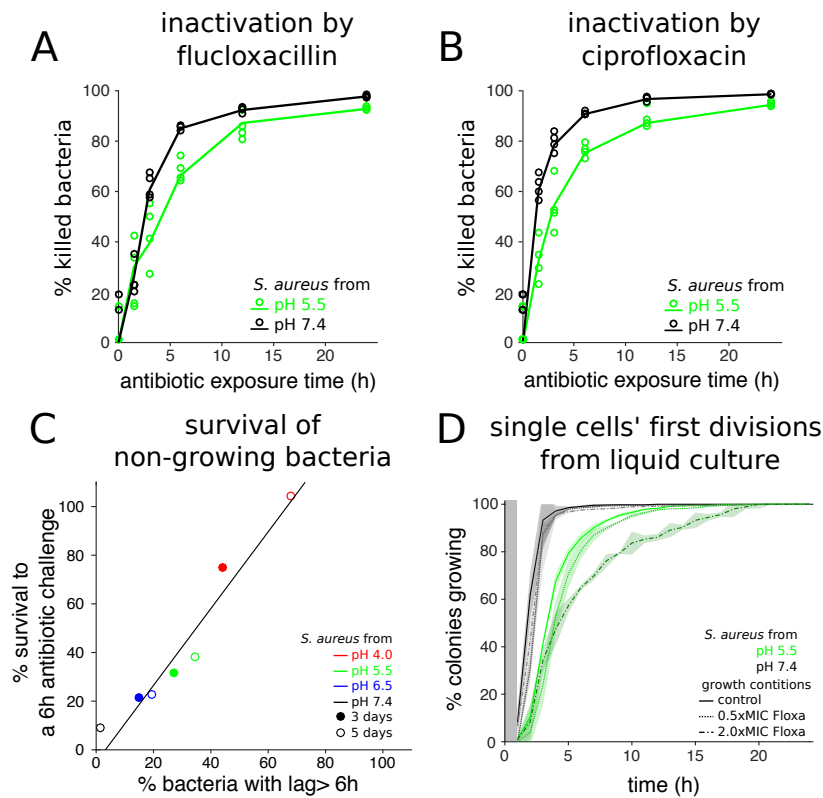 A
inactivation by
flucloxacillin
% killed bacteria
100
80
60
40
20
0
0
5
10
15
20
antibiotic exposure time (h)
S. aureus from
pH 5.5
pH 7.4
B
inactivation by
ciprofloxacin
% killed bacteria
100
80
60
40
20
0
0
5
10
15
20
antibiotic exposure time (h)
S. aureus from
pH 5.5
pH 7.4
C
survival of
non-growing bacteria
% survival to
a 6h antibiotic challenge
100
80
60
40
20
0
0
20
40
60
80
100
% bacteria with lag> 6h
S. aureus from
pH 4.0
pH 5.5
pH 6.5
pH 7.4
3 days
5 days
D
single cells' first divisions
from liquid culture
% colonies growing
100
80
60
40
20
0
0
5
10
15
20
time (h)
S. aureus from
pH 5.5
pH 7.4
growth contitions
control
0.5xMIC Floxa
2.0xMIC Floxa